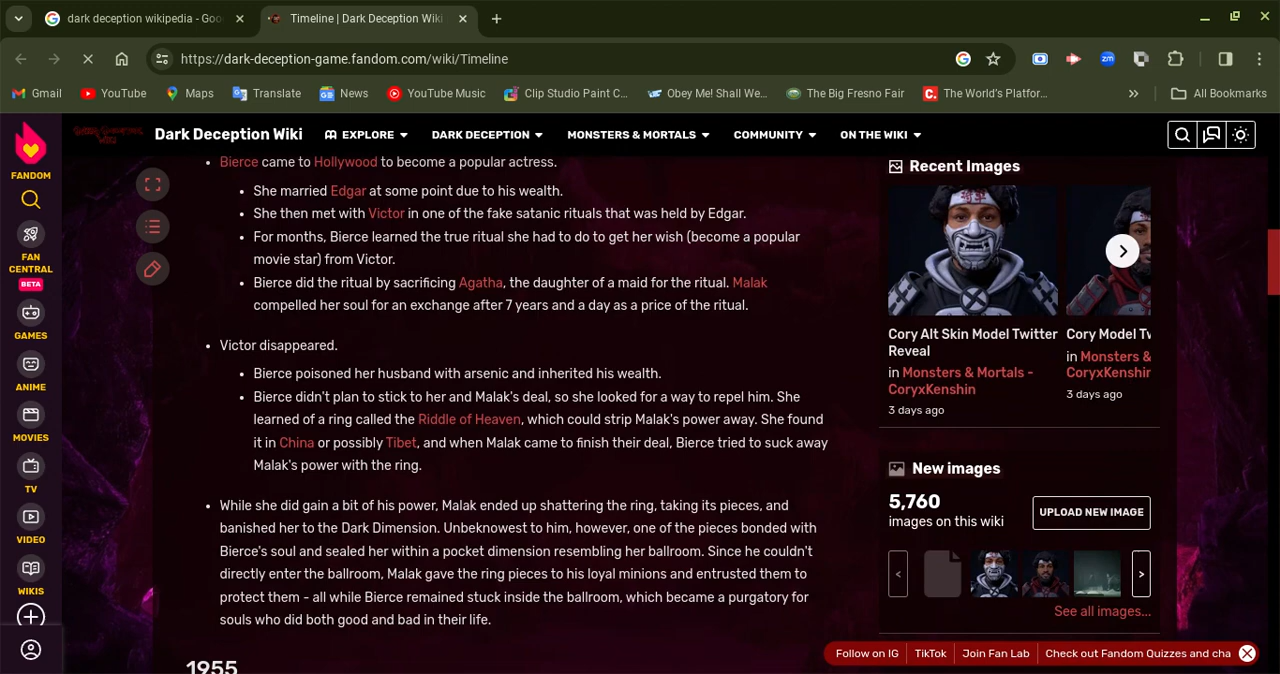 dark deception wikipedia - Goo
Timeline | Dark Deception Wiki
https://dark-deception-game.fandom.com/wiki/Timeline
Gmail
YouTube
Maps
Translate
News
YouTube Music
Clip Studio Paint C...
Obey Me! Shall We...
The Big Fresno Fair
The World's Platfor...
All Bookmarks
FANDOM
FAN
CENTRAL
BETA
GAMES
ANIME
MOVIES
TV
VIDEO
WIKIS
Dark Deception Wiki
EXPLORE
DARK DECEPTION
MONSTERS & MORTALS
COMMUNITY
ON THE WIKI
Bierce came to Hollywood to become a popular actress.
She married Edgar at some point due to his wealth.
She then met with Victor in one of the fake satanic rituals that was held by Edgar.
For months, Bierce learned the true ritual she had to do to get her wish (become a popular
movie star) from Victor.
Bierce did the ritual by sacrificing Agatha, the daughter of a maid for the ritual. Malak
compelled her soul for an exchange after 7 years and a day as a price of the ritual.
Victor disappeared.
Bierce poisoned her husband with arsenic and inherited his wealth.
Bierce didn't plan to stick to her and Malak's deal, so she looked for a way to repel him. She
learned of a ring called the Riddle of Heaven, which could strip Malak's power away. She found
it in China or possibly Tibet, and when Malak came to finish their deal, Bierce tried to suck away
Malak's power with the ring.
While she did gain a bit of his power, Malak ended up shattering the ring, taking its pieces, and
banished her to the Dark Dimension. Unbeknowest to him, however, one of the pieces bonded with
Bierce's soul and sealed her within a pocket dimension resembling her ballroom. Since he couldn't
directly enter the ballroom, Malak gave the ring pieces to his loyal minions and entrusted them to
protect them - all while Bierce remained stuck inside the ballroom, which became a purgatory for
souls who did both good and bad in their life.
1955
Recent Images
Cory Alt Skin Model Twitter
Reveal
in Monsters & Mortals -
CoryxKenshin
3 days ago
Cory Model Tw
in Monsters &
CoryxKenshin
3 days ago
New images
5,760
images on this wiki
UPLOAD NEW IMAGE
See all images...
Follow on IG
TikTok
Join Fan Lab
Check out Fandom Quizzes and cha